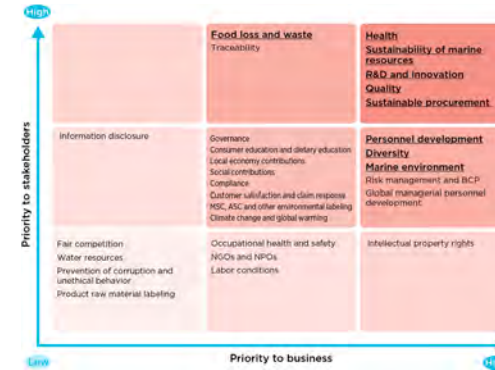 High
Food loss and waste
Traceability
Health
Sustainability of marine
resources
R&D and innovation
Quality
Sustainable procurement
Priority to stakeholders
Information disclosure
Governance
Consumer education and dietary education
Local economy contributions
Social contributions
Compliance
Customer satisfaction and claim response
MSC, ASC and other environmental labeling
Climate change and global warming
Personnel development
Diversity
Marine environment
Risk management and BCP
Global managerial personnel
development
Fair competition
Water resources
Prevention of corruption and
unethical behavior
Product raw material labeling
Occupational health and safety
NGOs and NPOs
Labor conditions
Intellectual property rights
Low
Priority to business